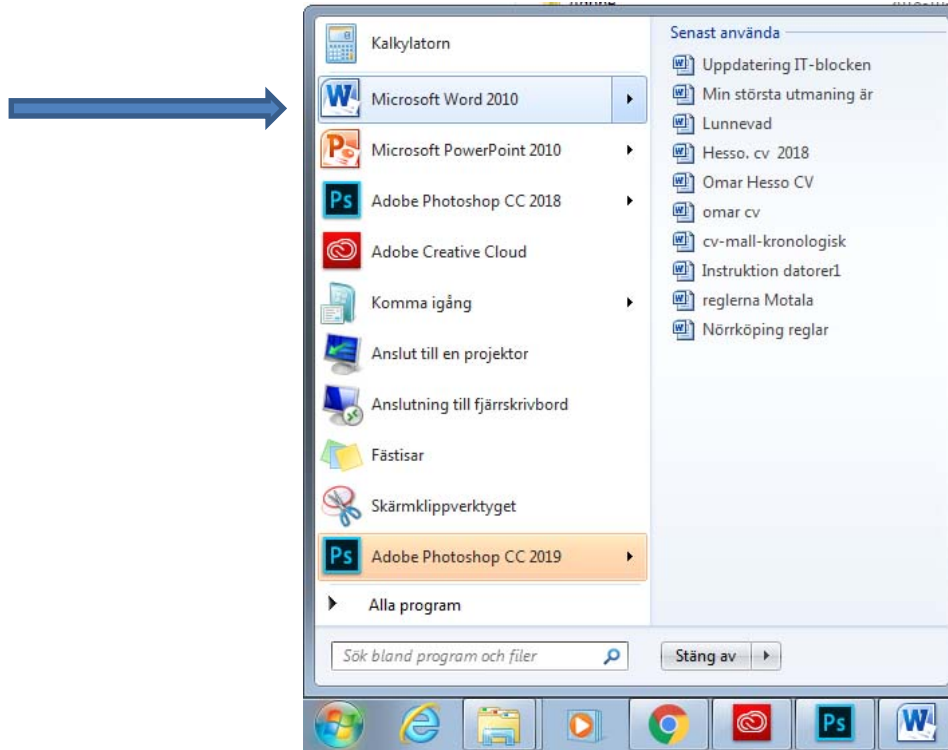 Kalkylatorn
Microsoft Word 2010
Microsoft PowerPoint 2010
Ps Adobe Photoshop CC 2018
Adobe Creative Cloud
Komma igång
Anslut till en projektor
Anslutning till fjärrskrivbord
Fästisar
Skärmklippverktyget
Ps Adobe Photoshop CC 2019
Alla program
Sök bland program och filer
Senast använda
Uppdatering IT-blocken
Min största utmaning är
Lunnevad
Hesso. cv 2018
Omar Hesso CV
omar cv
cv-mall-kronologisk
Instruktion datorer1
reglerna Motala
Nörrköping reglar
Stäng av
Ps